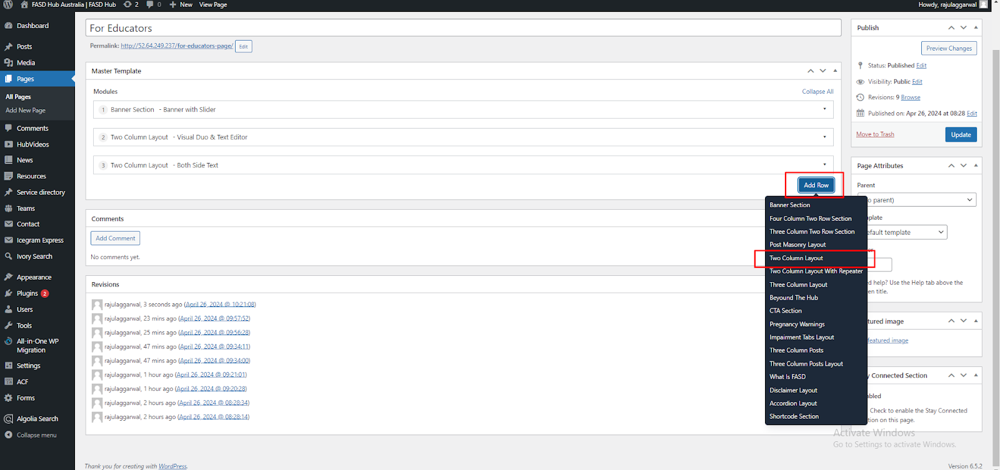 FASD Hub Australia | FASD Hub 2 0 New View Page Howdy, rajulaggarwal
Dashboard
Posts
Media
Pages
All Pages
Add New Page
Comments
HubVideos
News
Resources
Service directory
Teams
Contact
Icegram Express
Ivory Search
Appearance
Plugins 2
Users
Tools
All-in-One WP
Migration
Settings
ACF
Forms
Algolia Search
Collapse menu
For Educators
Permalink: http://52.64.249.237/for-educators-page/ Edit
Master Template
Modules Collapse All
1 Banner Section - Banner with Slider
2 Two Column Layout - Visual Duo & Text Editor
3 Two Column Layout - Both Side Text
Add Row
Banner Section
Four Column Two Row Section
Three Column Two Row Section
Post Masonry Layout
Two Column Layout
Two Column Layout With Repeater
Three Column Layout
Beyound The Hub
CTA Section
Pregnancy Warnings
Impairment Tabs Layout
Three Column Posts
Three Column Posts Layout
What Is FASD
Disclaimer Layout
Accordion Layout
Shortcode Section
Comments
Add Comment
No comments yet.
Revisions
rajulaggarwal, 3 seconds ago (April 26, 2024 @ 10:21:08)
rajulaggarwal, 23 mins ago (April 26, 2024 @ 09:57:52)
rajulaggarwal, 25 mins ago (April 26, 2024 @ 09:56:28)
rajulaggarwal, 47 mins ago (April 26, 2024 @ 09:34:11)
rajulaggarwal, 47 mins ago (April 26, 2024 @ 09:34:00)
rajulaggarwal, 1 hour ago (April 26, 2024 @ 09:21:01)
rajulaggarwal, 1 hour ago (April 26, 2024 @ 09:20:28)
rajulaggarwal, 2 hours ago (April 26, 2024 @ 08:28:34)
rajulaggarwal, 2 hours ago (April 26, 2024 @ 08:28:14)
Thank you for creating with WordPress.
Publish
Preview Changes
Status: Published Edit
Visibility: Public Edit
Revisions: 9 Browse
Published on: Apr 26, 2024 at 08:28 Edit
Move to Trash Update
Page Attributes
Parent
o parent)
mplate
efault template
er
ed help? Use the Help tab above the
en title.
tured image
featured image
y Connected Section
bled
Check to enable the Stay Connected
tion on this page.
Activate Windows
Go to Settings to activate Windows.
Version 6.5.2